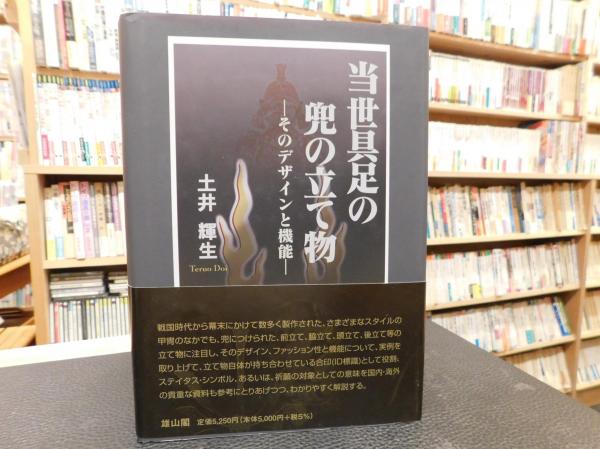 当世具足の
兜の立て物
―そのデザインと機能―
土井 輝生
Teruo Doi
戦国時代から幕末にかけて数多く製作された、さまざまなスタイルの
甲冑のなかでも、兜につけられた、前立て、脇立て、頭立て、後立て等の
立て物に注目し、そのデザイン、ファッション性と機能について、実例を
取り上げて、立て物自体が持ち合わせている合印(ID標識)として役割、
ステイタス・シンボル、あるいは、祈願の対象としての意味を国内・海外
の貴重な資料も参考にとりあげつつ、わかりやすく解説する。
雄山閣 定価5,250円(本体5,000円+税5%)